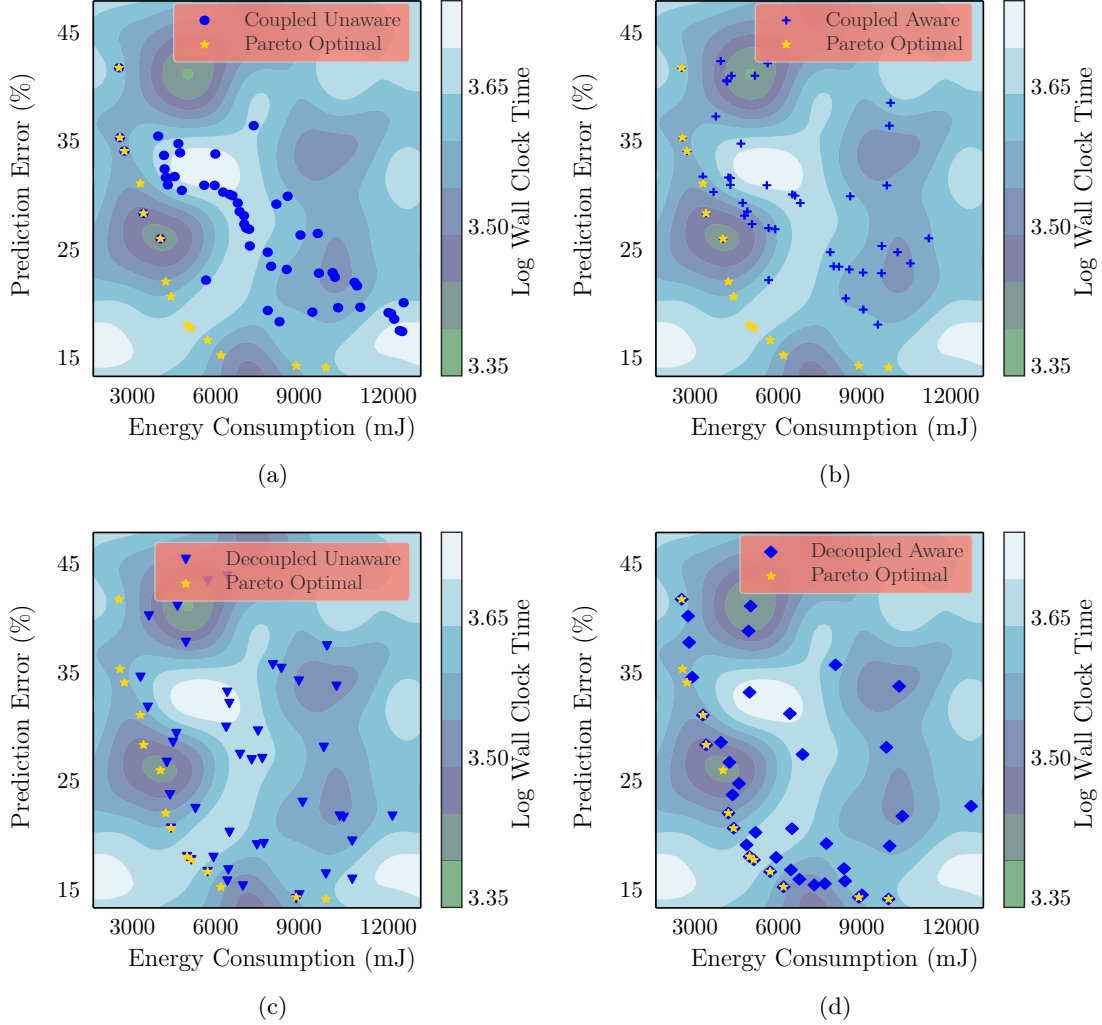 Coupled Unaware
Pareto Optimal
45
35
25
15
Prediction Error (%)
3000 6000 9000 12000
Energy Consumption (mJ)
3.65
3.50
3.35
Log Wall Clock Time
(a)
Coupled Aware
Pareto Optimal
45
35
25
15
Prediction Error (%)
3000 6000 9000 12000
Energy Consumption (mJ)
3.65
3.50
3.35
Log Wall Clock Time
(b)
Decoupled Unaware
Pareto Optimal
45
35
25
15
Prediction Error (%)
3000 6000 9000 12000
Energy Consumption (mJ)
3.65
3.50
3.35
Log Wall Clock Time
(c)
Decoupled Aware
Pareto Optimal
45
35
25
15
Prediction Error (%)
3000 6000 9000 12000
Energy Consumption (mJ)
3.65
3.50
3.35
Log Wall Clock Time
(d)